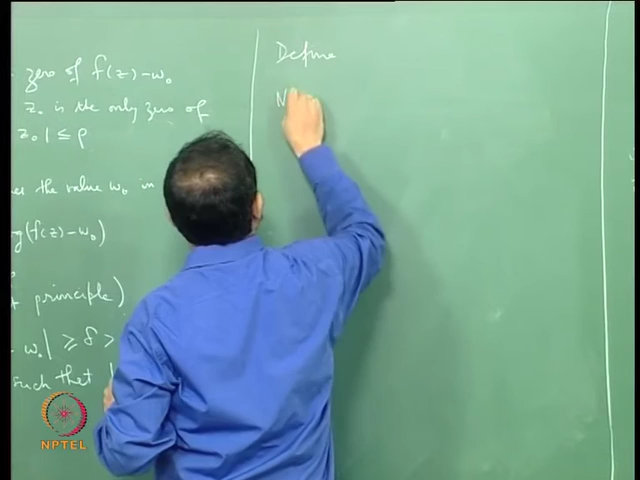 zero of f(z)-w₀
z₀ is the only zero of
z₀| ≤ ρ
the value w₀ in
g(f(z)-w₀)
principle)
w₀| ≥ δ >
such that |
Define
N
NPTEL